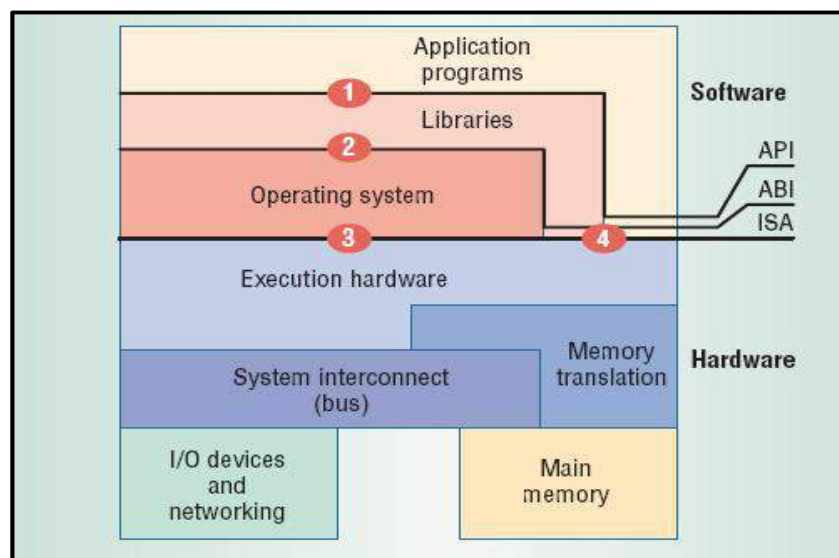 Application
programs
Software
1
Libraries
2
API
ABI
Operating system
ISA
3
4
Execution hardware
Memory
translation
Hardware
System interconnect
(bus)
I/O devices
and
networking
Main
memory